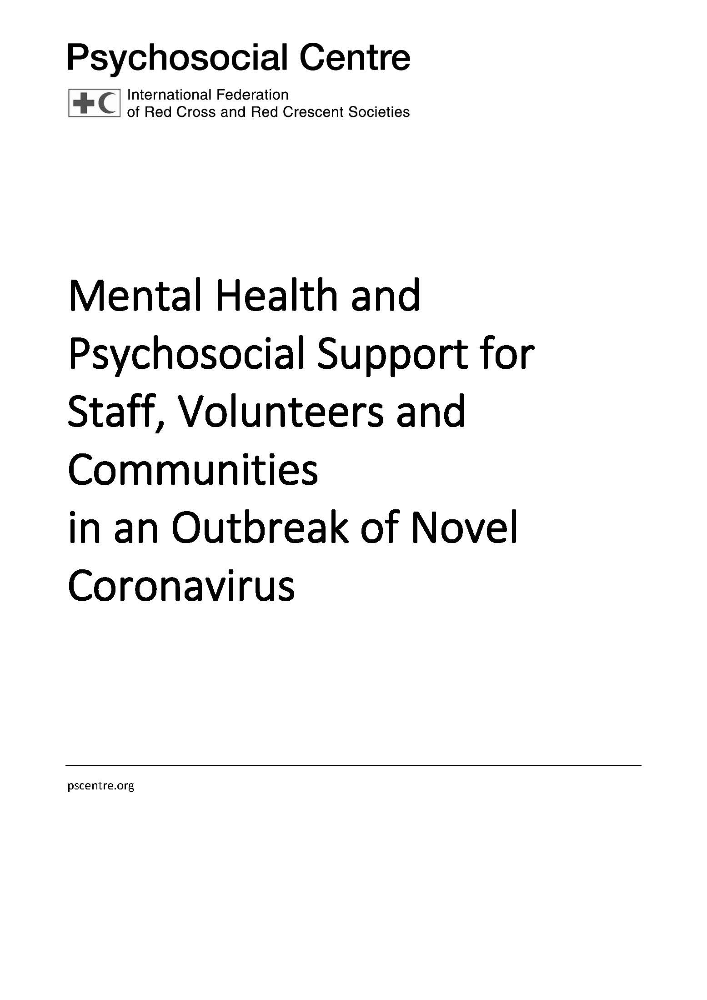 Psychosocial Centre
International Federation
of Red Cross and Red Crescent Societies
Mental Health and
Psychosocial Support for
Staff, Volunteers and
Communities
in an Outbreak of Novel
Coronavirus
pscentre.org